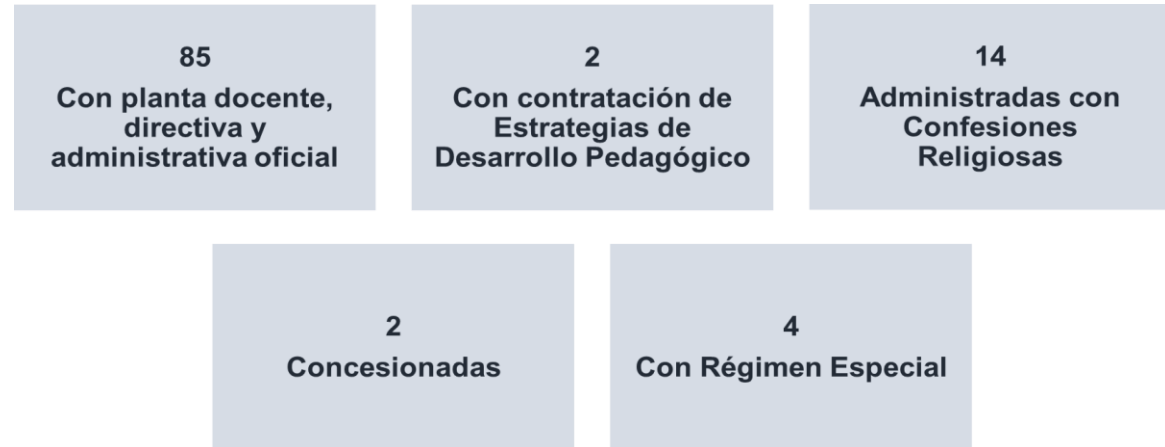 85
Con planta docente,
directiva y
administrativa oficial
2
Con contratación de
Estrategias de
Desarrollo Pedagógico
14
Administradas con
Confesiones
Religiosas
2
Concesionadas
4
Con Régimen Especial